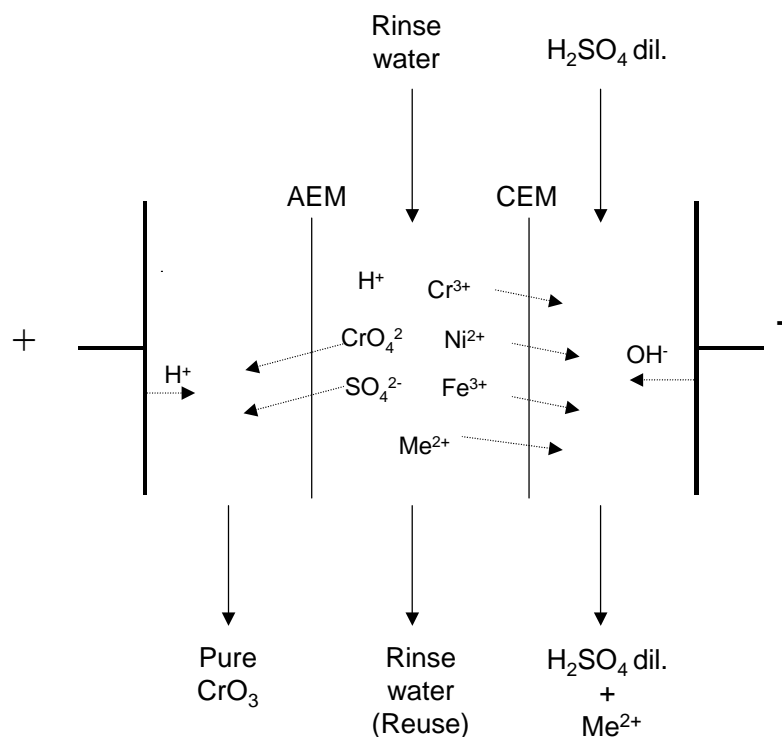 Rinse
water
H₂SO₄ dil.
AEM
CEM
H⁺
Cr³⁺
+
CrO₄²
Ni²⁺
-
H⁺
OH⁻
SO₄²⁻
Fe³⁺
Me²⁺
Pure
CrO₃
Rinse
water
(Reuse)
H₂SO₄ dil.
+
Me²⁺